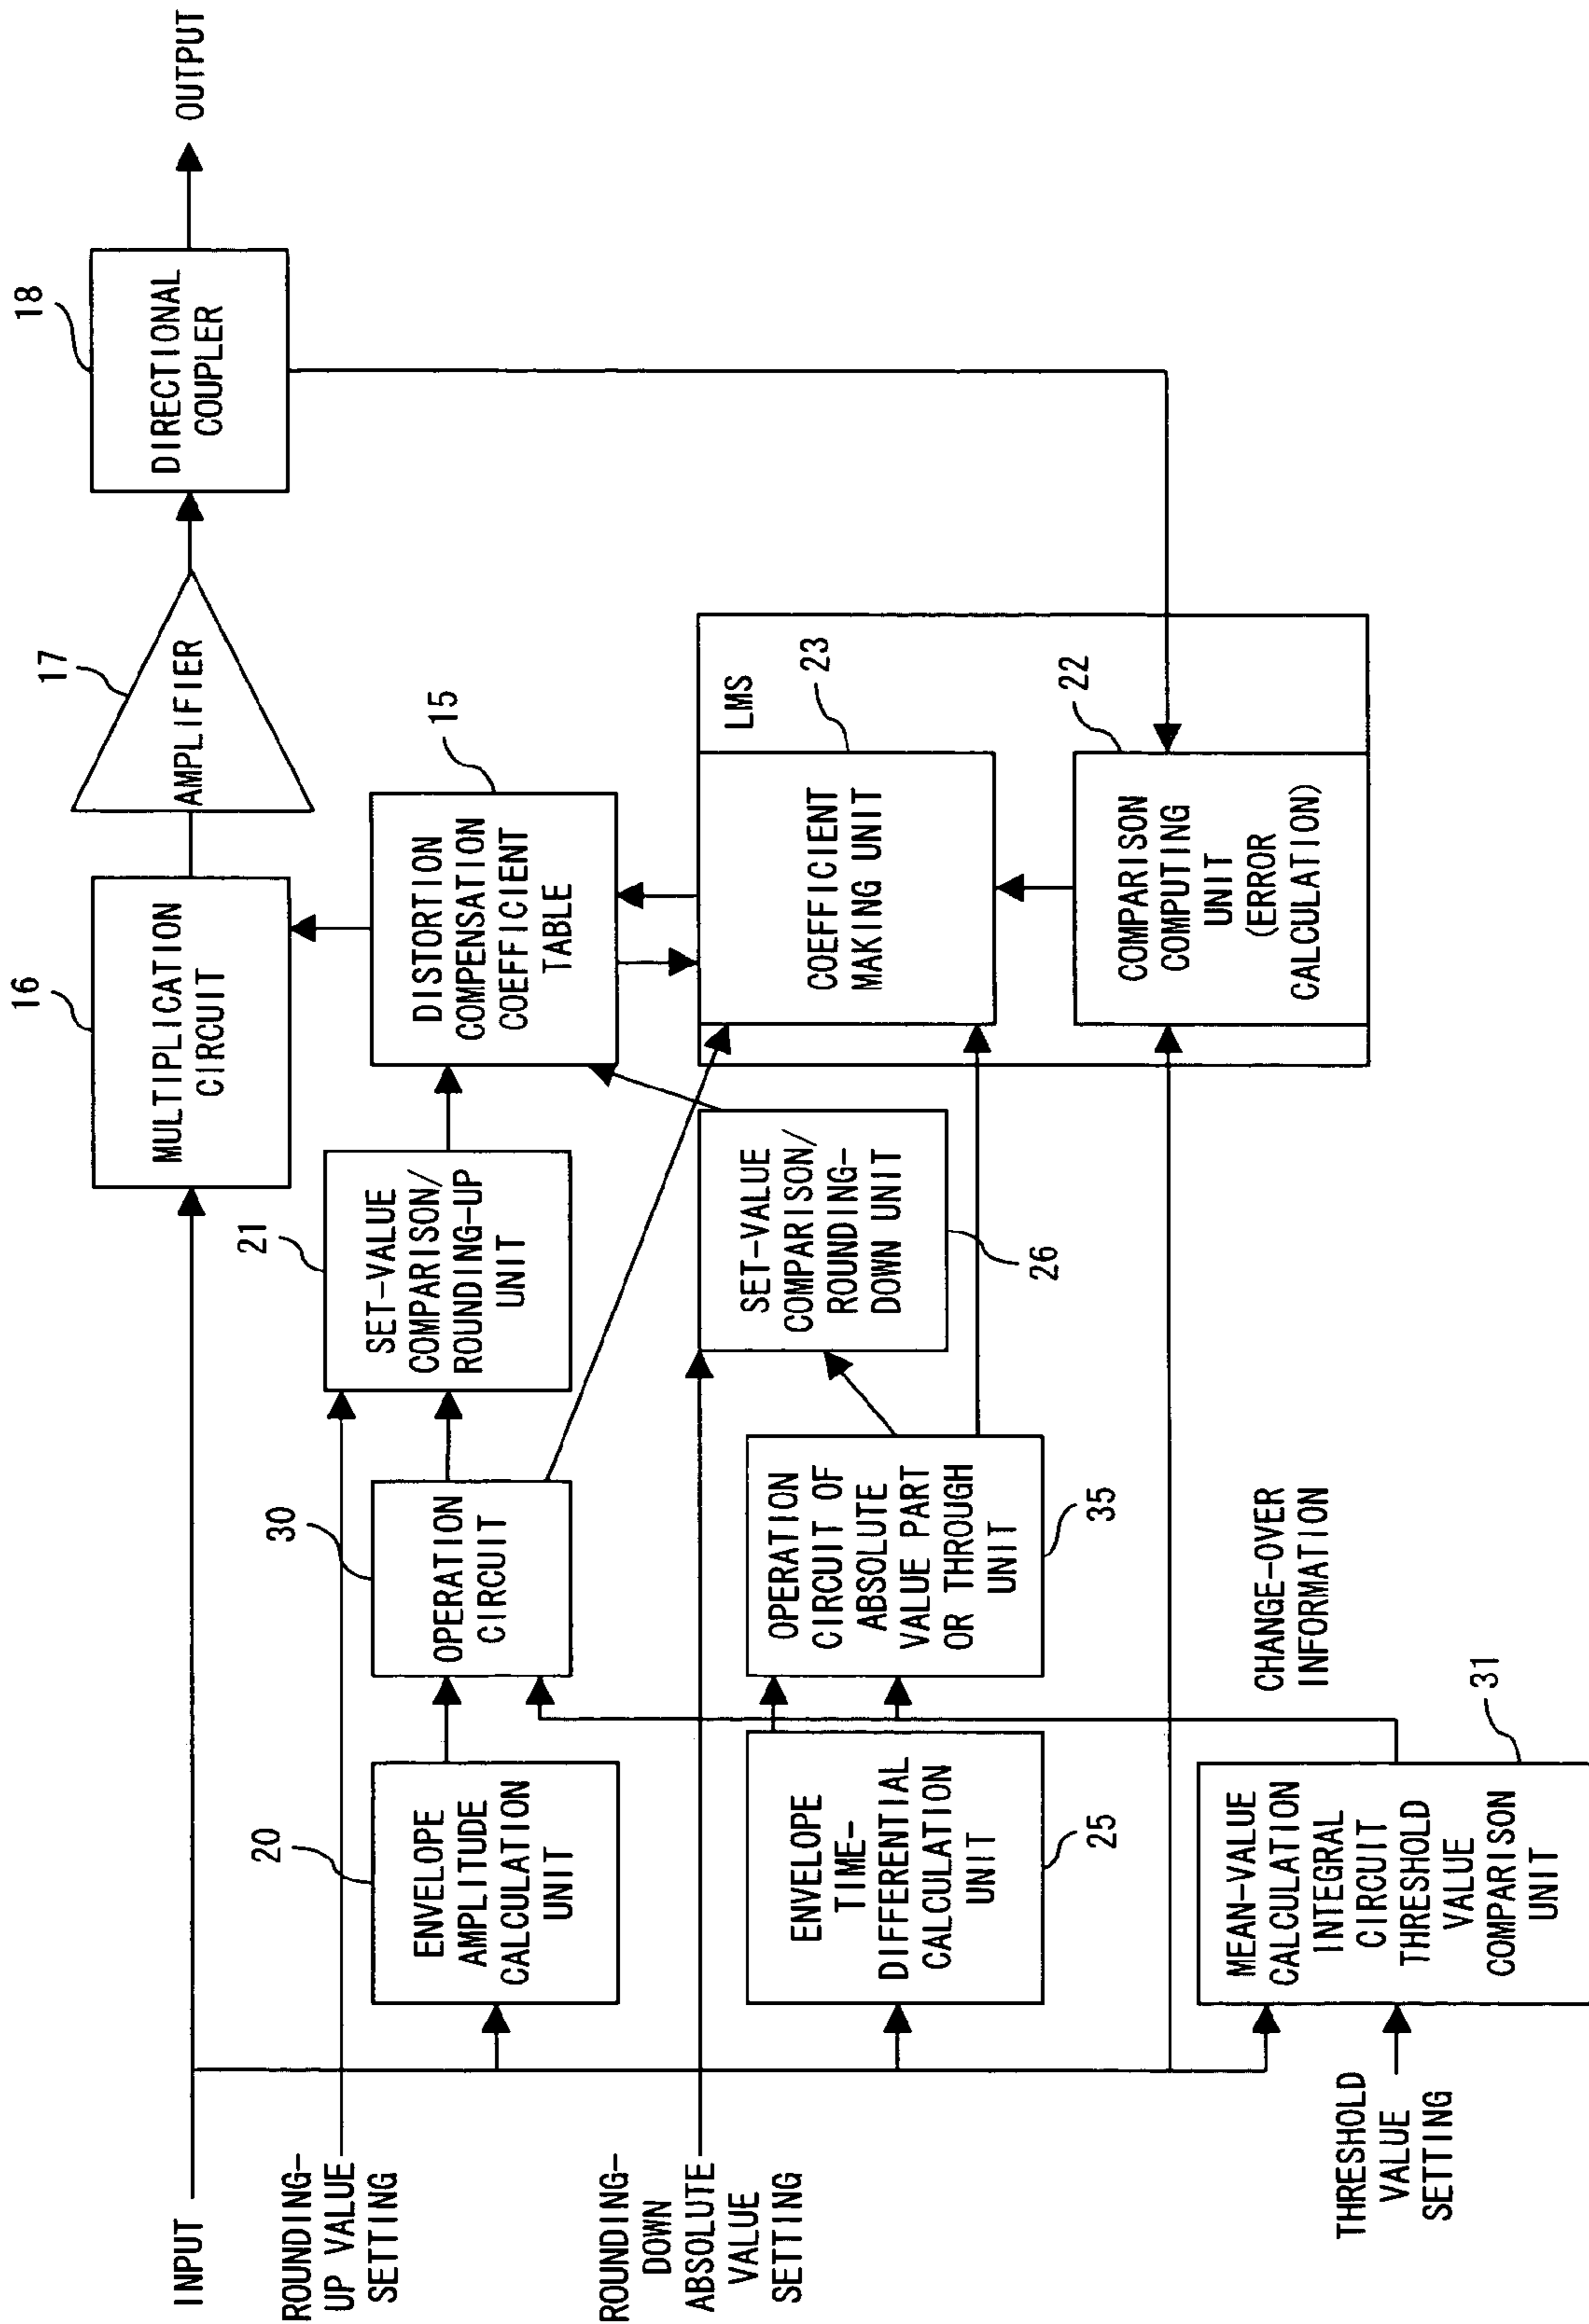 INPUT
ROUNDING-
UP VALUE
SETTING
ROUNDING-
DOWN
ABSOLUTE
VALUE
SETTING
THRESHOLD
VALUE
SETTING
20
ENVELOPE
AMPLITUDE
CALCULATION
UNIT
ENVELOPE
TIME-
DIFFERENTIAL
CALCULATION
UNIT
25
MEAN-VALUE
CALCULATION
INTEGRAL
CIRCUIT
THRESHOLD
VALUE
COMPARISON
UNIT
31
CHANGE-OVER
INFORMATION
30
OPERATION
CIRCUIT
OPERATION
CIRCUIT OF
ABSOLUTE
VALUE PART
OR THROUGH
UNIT
35
21
SET-VALUE
COMPARISON/
ROUNDING-UP
UNIT
SET-VALUE
COMPARISON/
ROUNDING-
DOWN UNIT
26
16
MULTIPLICATION
CIRCUIT
15
DISTORTION
COMPENSATION
COEFFICIENT
TABLE
LMS
23
COEFFICIENT
MAKING UNIT
22
COMPARISON
COMPUTING
UNIT
(ERROR
CALCULATION)
17
AMPLIFIER
18
DIRECTIONAL
COUPLER
OUTPUT